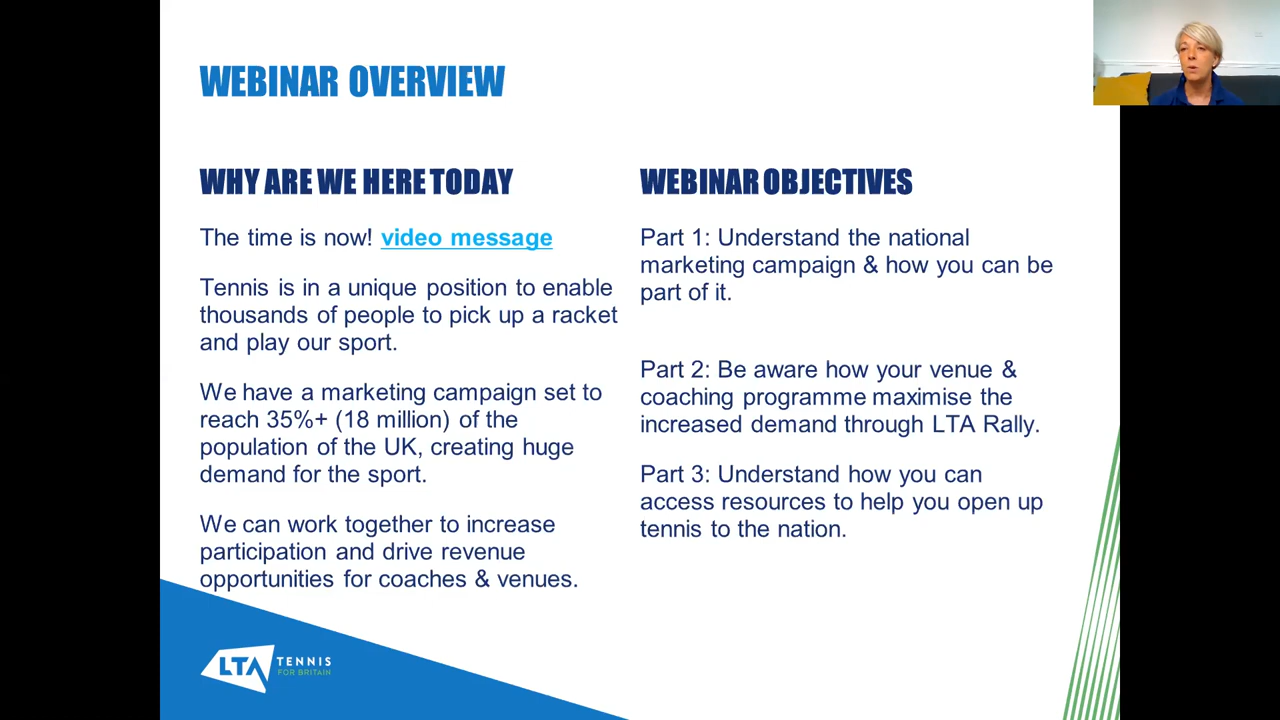 WEBINAR OVERVIEW
WHY ARE WE HERE TODAY
The time is now! video message
Tennis is in a unique position to enable
thousands of people to pick up a racket
and play our sport.
We have a marketing campaign set to
reach 35%+ (18 million) of the
population of the UK, creating huge
demand for the sport.
We can work together to increase
participation and drive revenue
opportunities for coaches & venues.
WEBINAR OBJECTIVES
Part 1: Understand the national
marketing campaign & how you can be
part of it.
Part 2: Be aware how your venue &
coaching programme maximise the
increased demand through LTA Rally.
Part 3: Understand how you can
access resources to help you open up
tennis to the nation.
LTA TENNIS
FOR BRITAIN